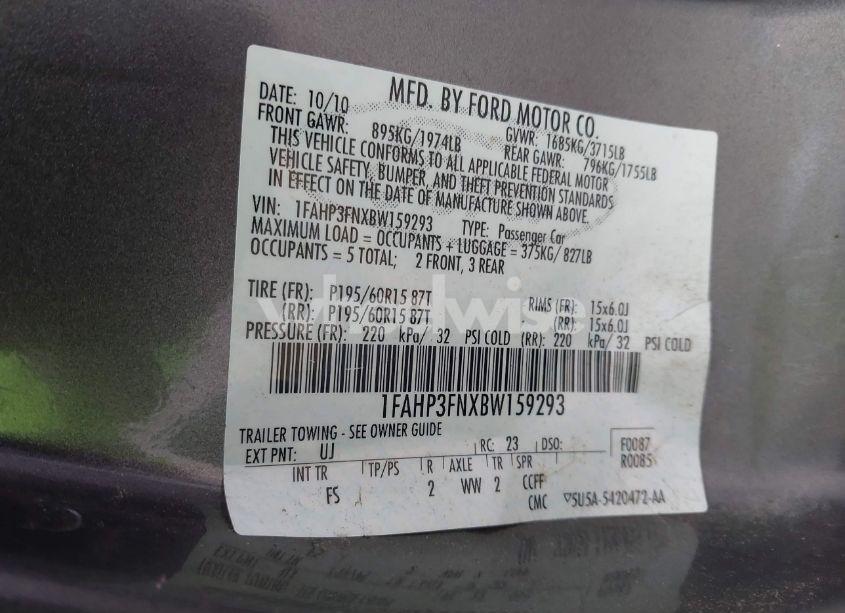 MFD. BY FORD MOTOR CO.
DATE: 10/10 GVWR: 1685KG/3715LB
FRONT GAWR: 895KG/1974LB REAR GAWR: 796KG/1755LB
THIS VEHICLE CONFORMS TO ALL APPLICABLE FEDERAL MOTOR
VEHICLE SAFETY, BUMPER, AND THEFT PREVENTION STANDARDS
IN EFFECT ON THE DATE OF MANUFACTURE SHOWN ABOVE.
VIN: 1FAHP3FNXBW159293 TYPE: Passenger Car
MAXIMUM LOAD = OCCUPANTS + LUGGAGE = 375KG/ 827LB
OCCUPANTS = 5 TOTAL; 2 FRONT, 3 REAR
TIRE (FR): P195/60R15 87T RIMS (FR): 15x6.0J
(RR): P195/60R15 87T (RR): 15x6.0J
PRESSURE (FR): 220 kPa/ 32 PSI COLD (RR): 220 kPa/ 32 PSI COLD
1FAHP3FNXBW159293
TRAILER TOWING - SEE OWNER GUIDE
EXT PNT: UJ RC: 23 DSO: F0087
R0085
INT TR TP/PS R AXLE TR SPR
FS 2 WW 2 CCFF
CMC 5U5A-5420472-AA